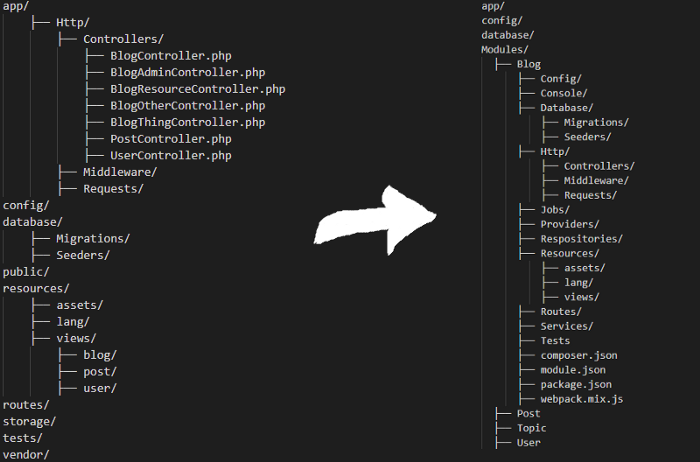 app/
├── Http/
├── Controllers/
├── BlogController.php
├── BlogAdminController.php
├── BlogResourceController.php
├── BlogOtherController.php
├── BlogThingController.php
├── PostController.php
├── UserController.php
├── Middleware/
├── Requests/
config/
database/
├── Migrations/
├── Seeders/
public/
resources/
├── assets/
├── lang/
├── views/
├── blog/
├── post/
├── user/
routes/
storage/
tests/
vendor/
app/
config/
database/
Modules/
├── Blog
├── Config/
├── Console/
├── Database/
├── Migrations/
├── Seeders/
├── Http/
├── Controllers/
├── Middleware/
├── Requests/
├── Jobs/
├── Providers/
├── Respositories/
├── Resources/
├── assets/
├── lang/
├── views/
├── Routes/
├── Services/
├── Tests
├── composer.json
├── module.json
├── package.json
├── webpack.mix.js
├── Post
├── Topic
├── User